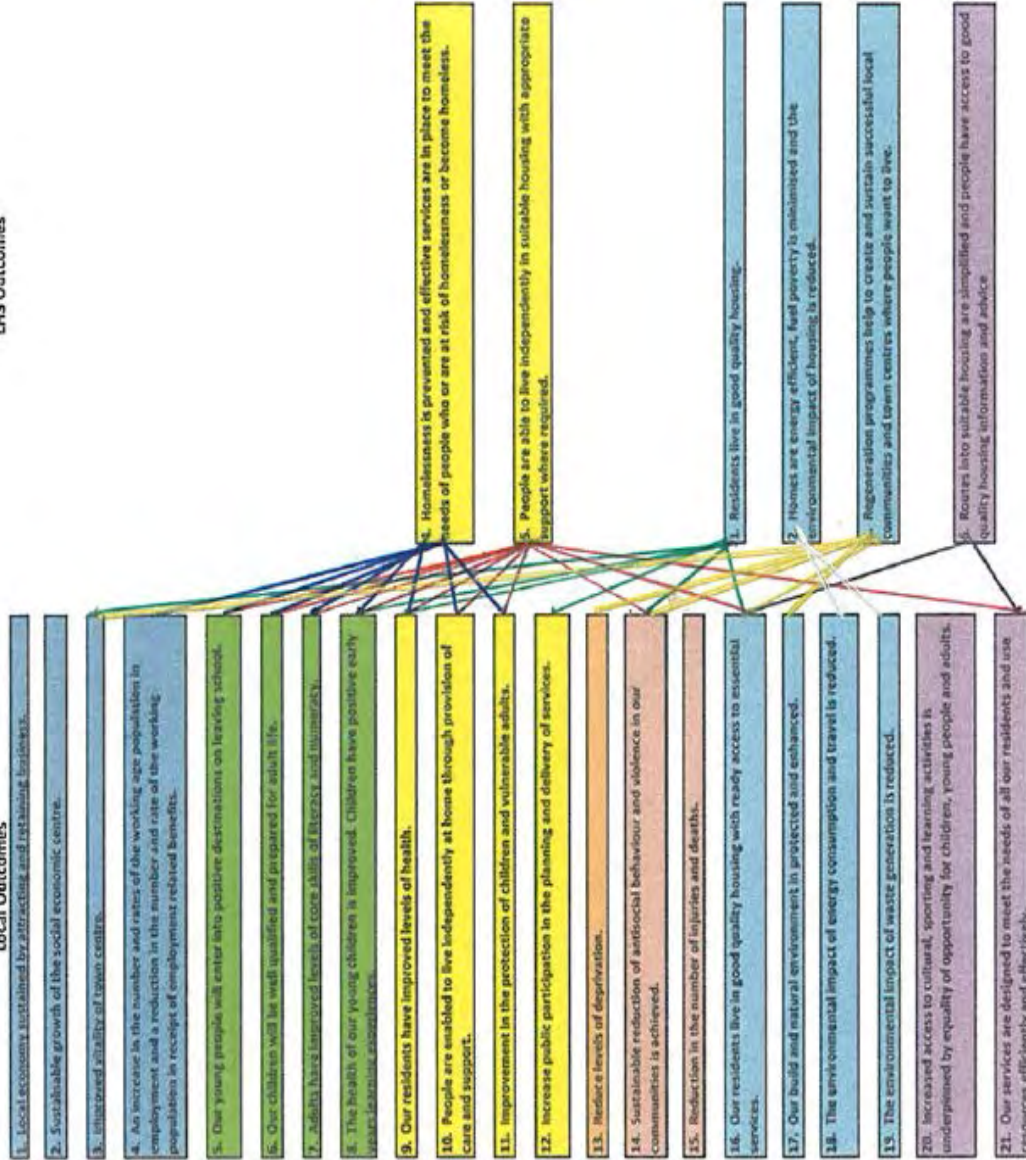 Local Outcomes
1. Local economy sustained by attracting and retaining business.
2. Sustainable growth of the social economic centre.
3. Improved vitality of town centre.
4. An increase in the number and rates of the working age population in
employment and a reduction in the number and rate of the working
population in receipt of employment related benefits.
5. Our young people will enter into positive destinations on leaving school.
6. Our children will be well qualified and prepared for adult life.
7. Adults have improved levels of core skills of literacy and numeracy.
8. The health of our young children is improved. Children have positive early
years learning experiences.
9. Our residents have improved levels of health.
10. People are enabled to live independently at home through provision of
care and support.
11. Improvement in the protection of children and vulnerable adults.
12. Increase public participation in the planning and delivery of services.
13. Reduce levels of deprivation.
14. Sustainable reduction of antisocial behaviour and violence in our
communities is achieved.
15. Reduction in the number of injuries and deaths.
16. Our residents live in good quality housing with ready access to essential
services.
17. Our build and natural environment in protected and enhanced.
18. The environmental impact of energy consumption and travel is reduced.
19. The environmental impact of waste generation is reduced.
20. Increased access to cultural, sporting and learning activities is
underpinned by equality of opportunity for children, young people and adults.
21. Our services are designed to meet the needs of all our residents and use
LHS Outcomes
4. Homelessness is prevented and effective services are in place to meet the
needs of people who or are at risk of homelessness or become homeless.
5. People are able to live independently in suitable housing with appropriate
support where required.
1. Residents live in good quality housing.
2. Homes are energy efficient, fuel poverty is minimised and the
environmental impact of housing is reduced.
Regeneration programmes help to create and sustain successful local
communities and town centres where people want to live.
6. Routes into suitable housing are simplified and people have access to good
quality housing information and advice